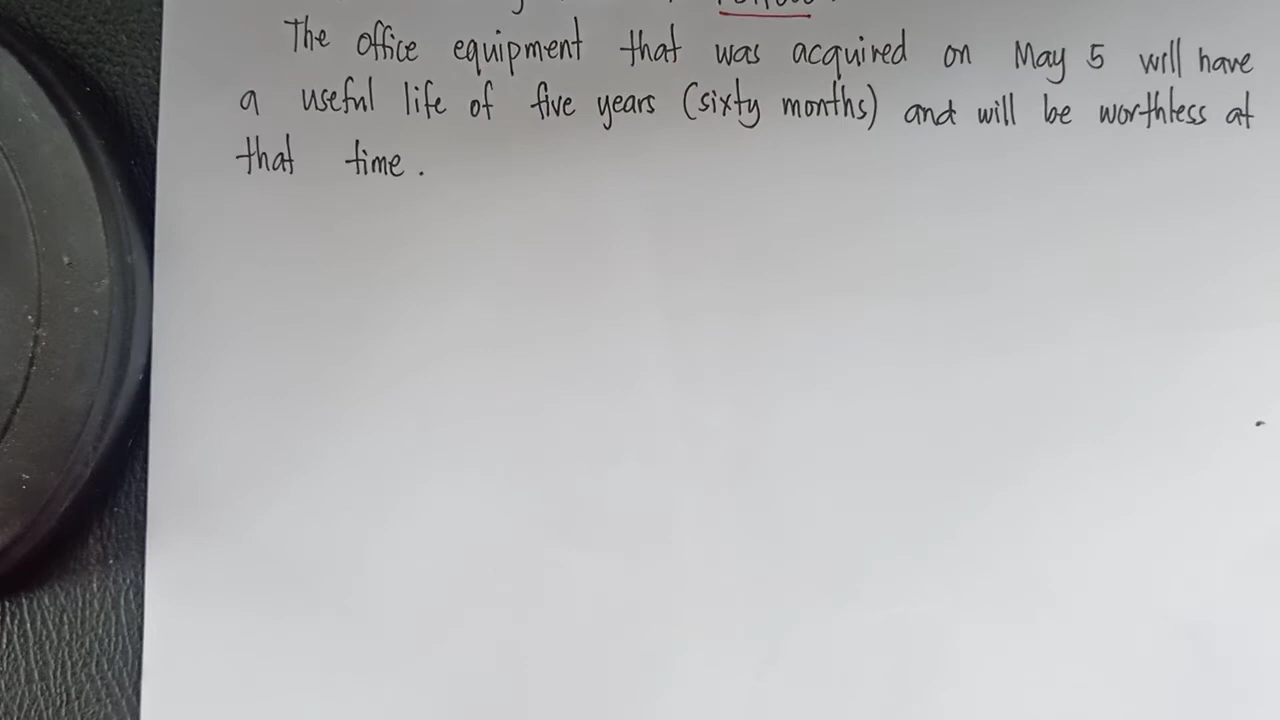 The office equipment that was acquired on May 5 will have
a useful life of five years (sixty months) and will be worthless at
that time.